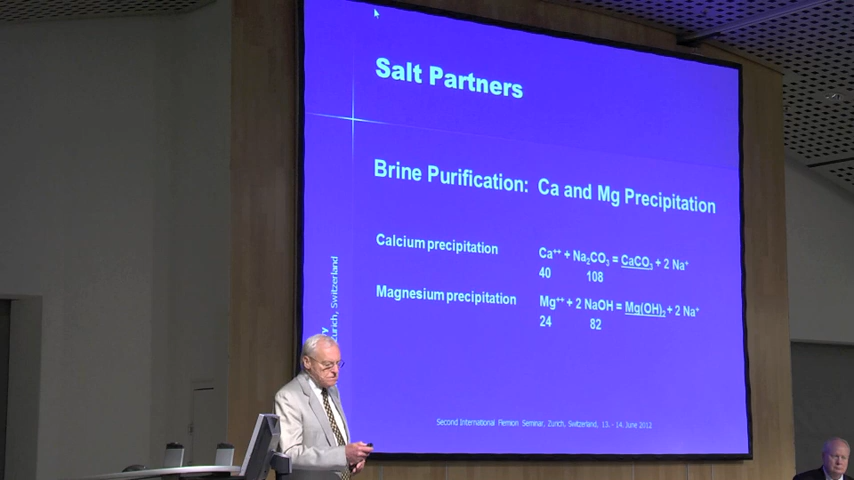 Salt Partners
Brine Purification: Ca and Mg Precipitation
Calcium precipitation
Ca⁺⁺ + Na₂CO₃ = CaCO₃ + 2 Na⁺
40 108
Magnesium precipitation
Mg⁺⁺ + 2 NaOH = Mg(OH)₂ + 2 Na⁺
24 82
Switzerland
Second International Flemion Seminar, Zurich, Switzerland, 13. - 14. June 2012